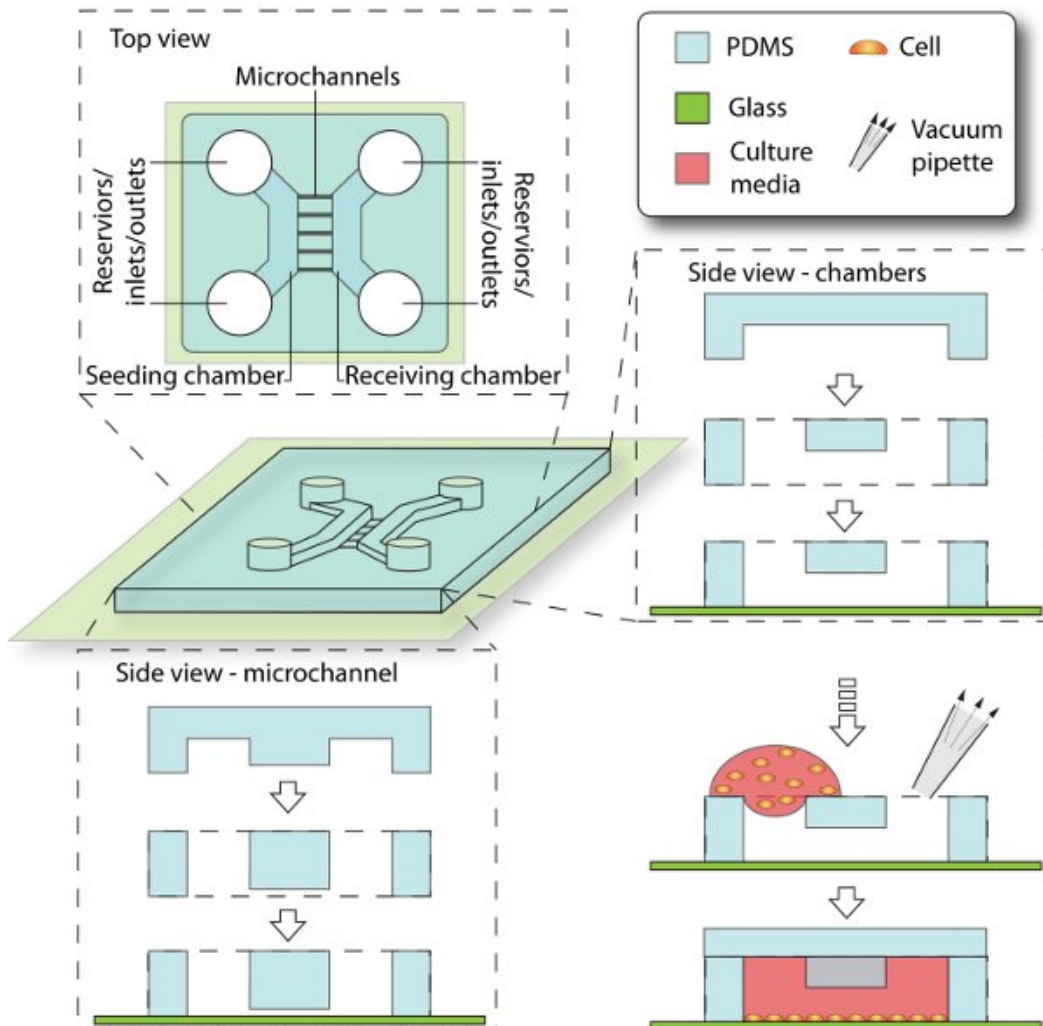 Top view
Microchannels
Reserviors/
inlets/outlets
Reserviors/
inlets/outlets
Seeding chamber
Receiving chamber
PDMS
Cell
Glass
Culture
media
Vacuum
pipette
Side view - chambers
Side view - microchannel